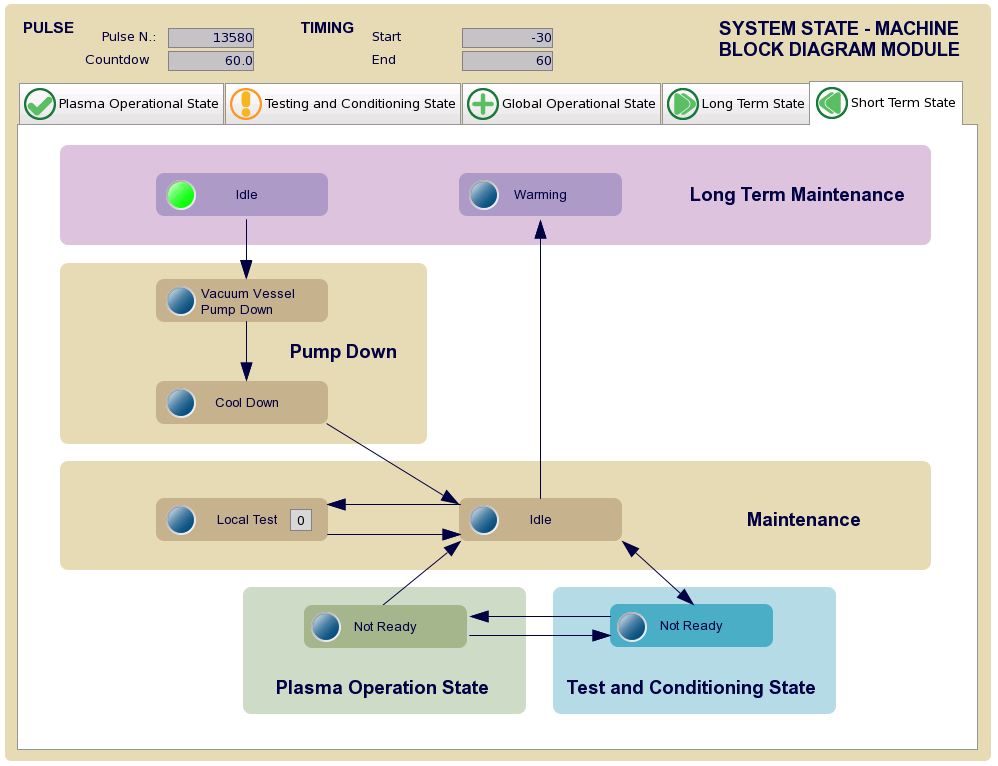 PULSE
Pulse N.: 13580
Countdow 60.0
TIMING
Start -30
End 60
SYSTEM STATE - MACHINE
BLOCK DIAGRAM MODULE
Plasma Operational State
Testing and Conditioning State
Global Operational State
Long Term State
Short Term State
Idle
Warming
Long Term Maintenance
Vacuum Vessel
Pump Down
Pump Down
Cool Down
Local Test 0
Idle
Maintenance
Not Ready
Not Ready
Plasma Operation State
Test and Conditioning State